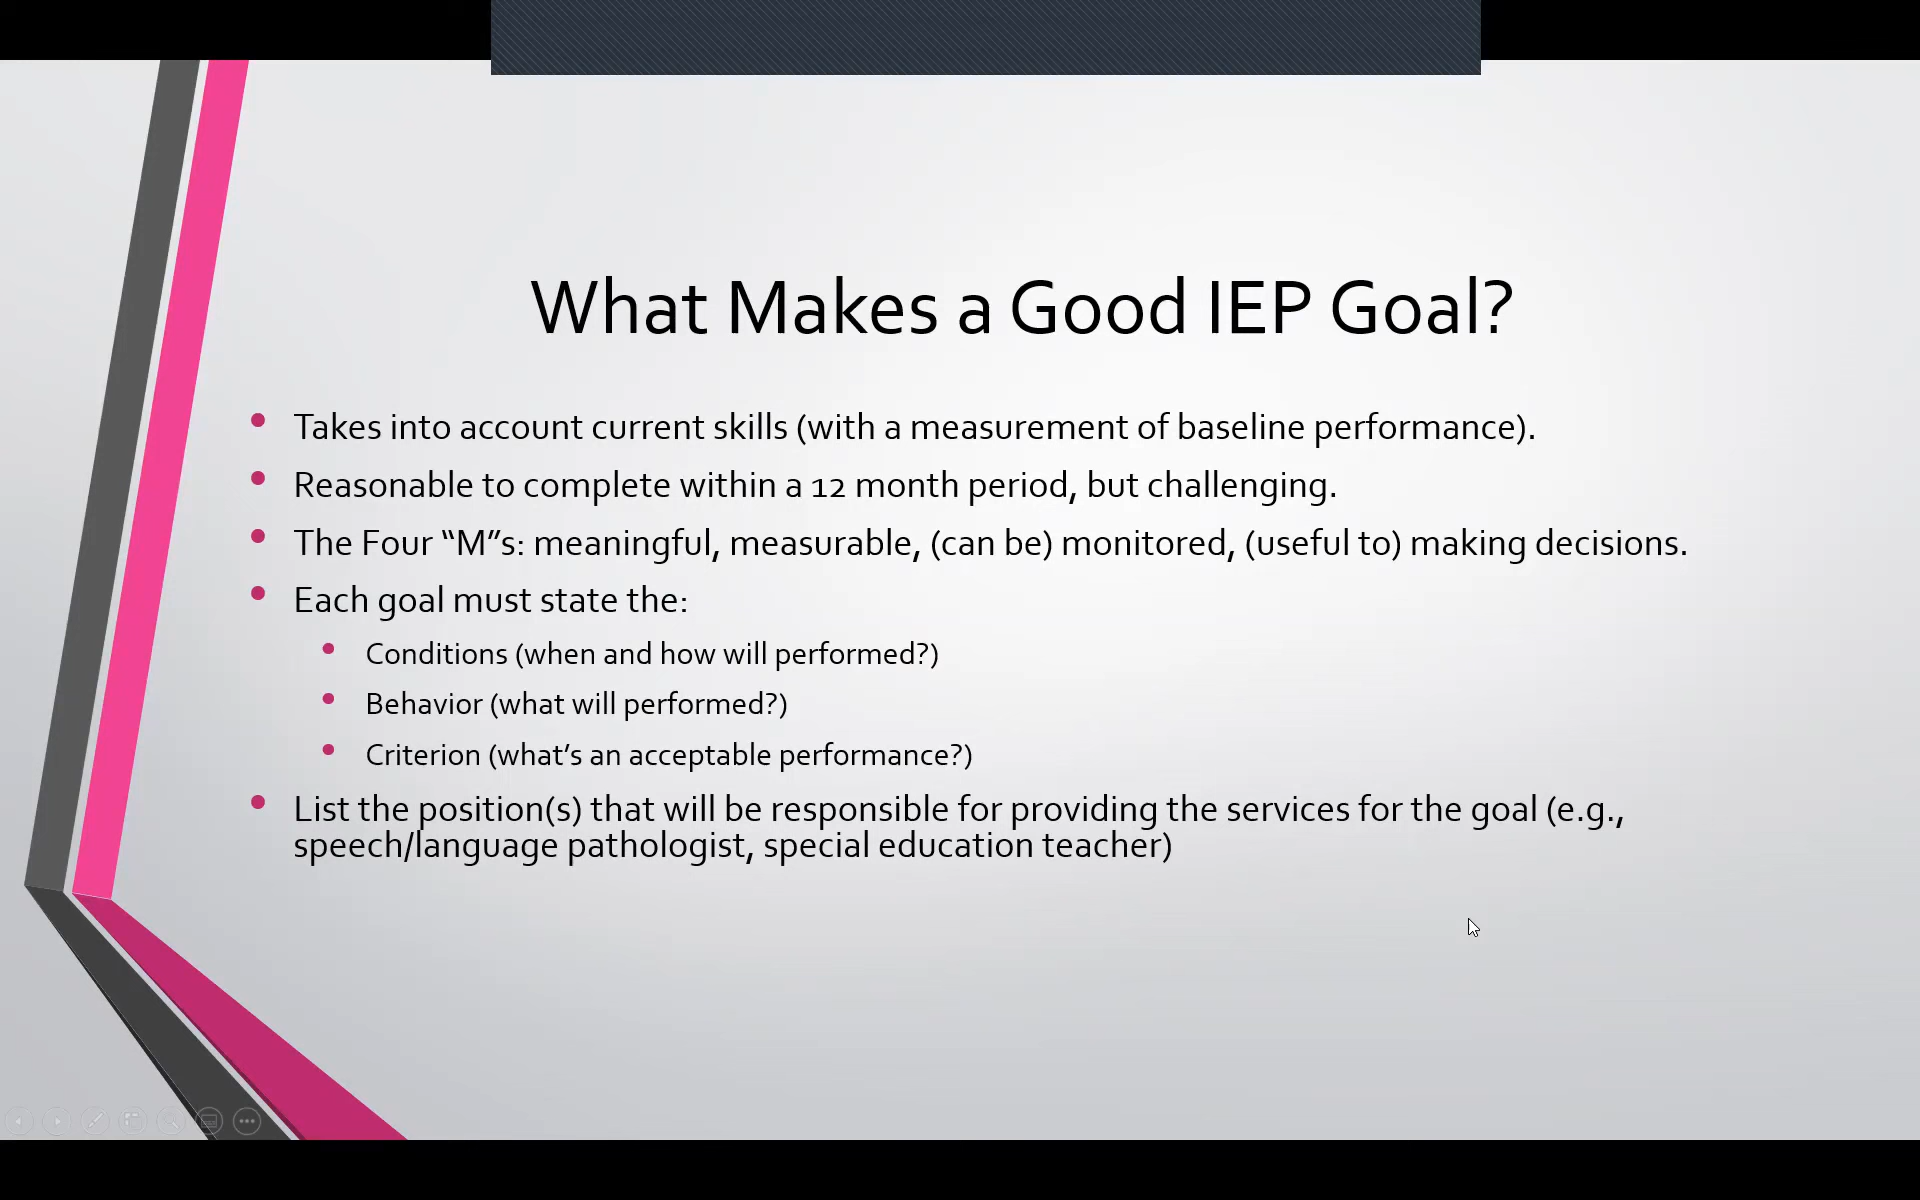 What Makes a Good IEP Goal?
Takes into account current skills (with a measurement of baseline performance).
Reasonable to complete within a 12 month period, but challenging.
The Four “M”s: meaningful, measurable, (can be) monitored, (useful to) making decisions.
Each goal must state the:
Conditions (when and how will performed?)
Behavior (what will performed?)
Criterion (what’s an acceptable performance?)
List the position(s) that will be responsible for providing the services for the goal (e.g.,
speech/language pathologist, special education teacher)